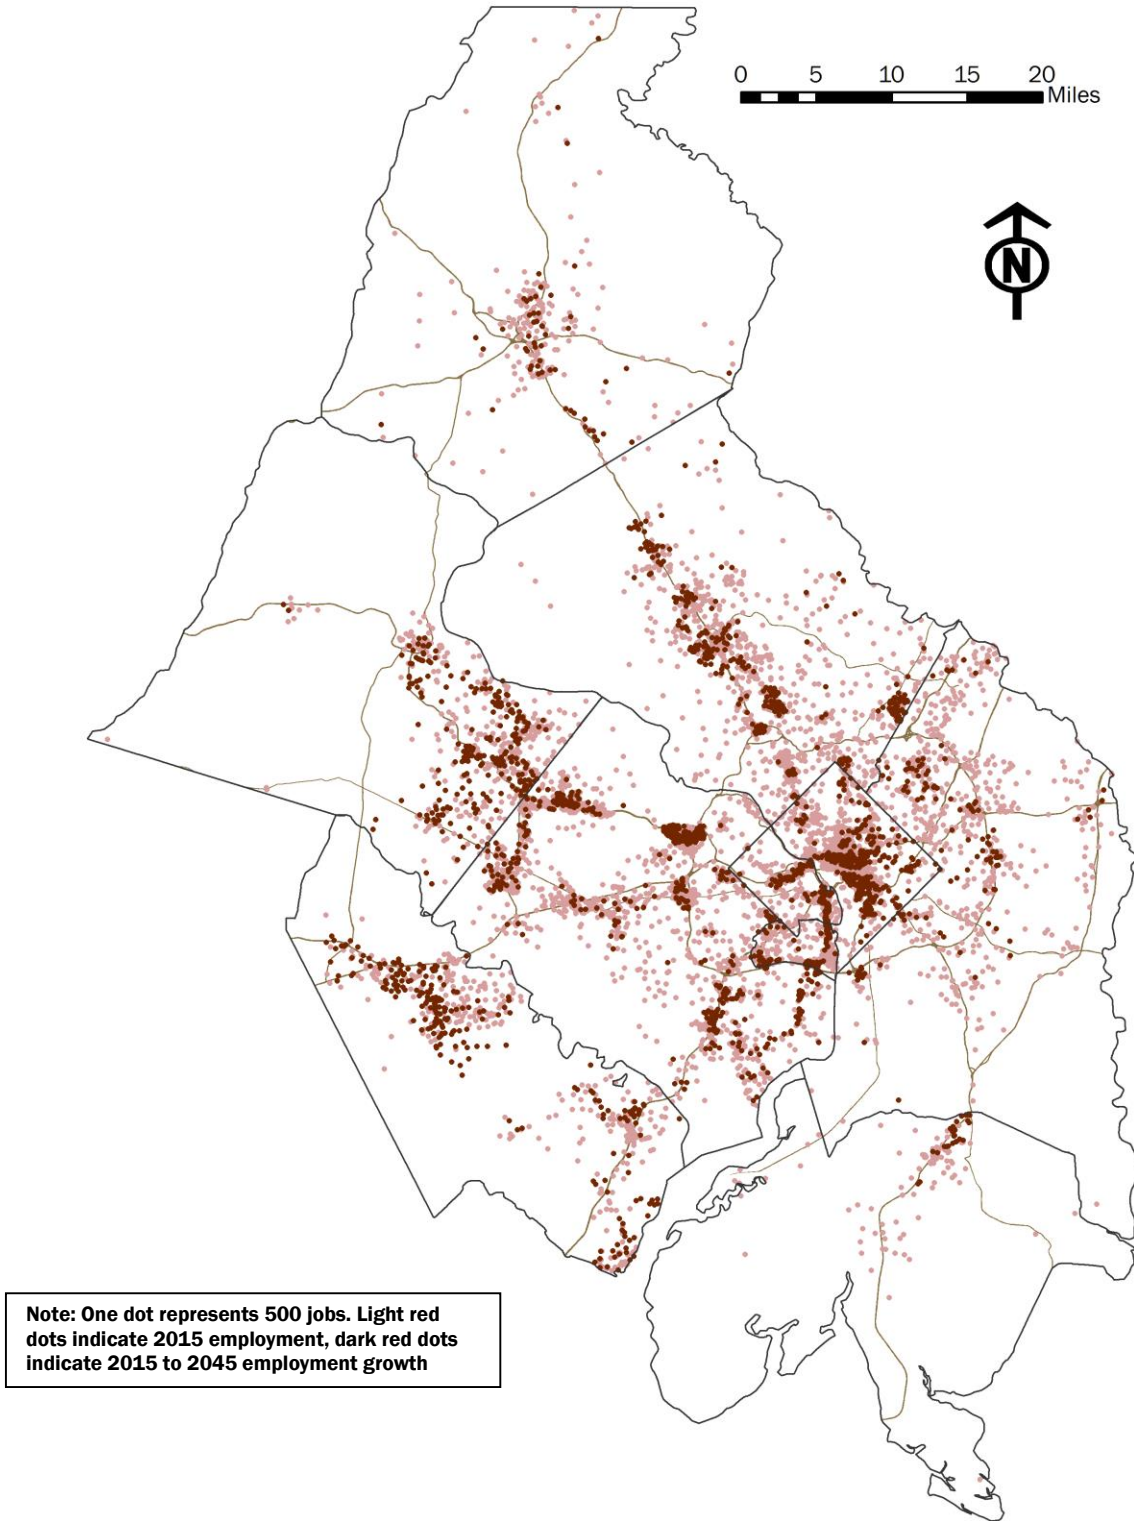 0 5 10 15 20
Miles
N
Note: One dot represents 500 jobs. Light red
dots indicate 2015 employment, dark red dots
indicate 2015 to 2045 employment growth